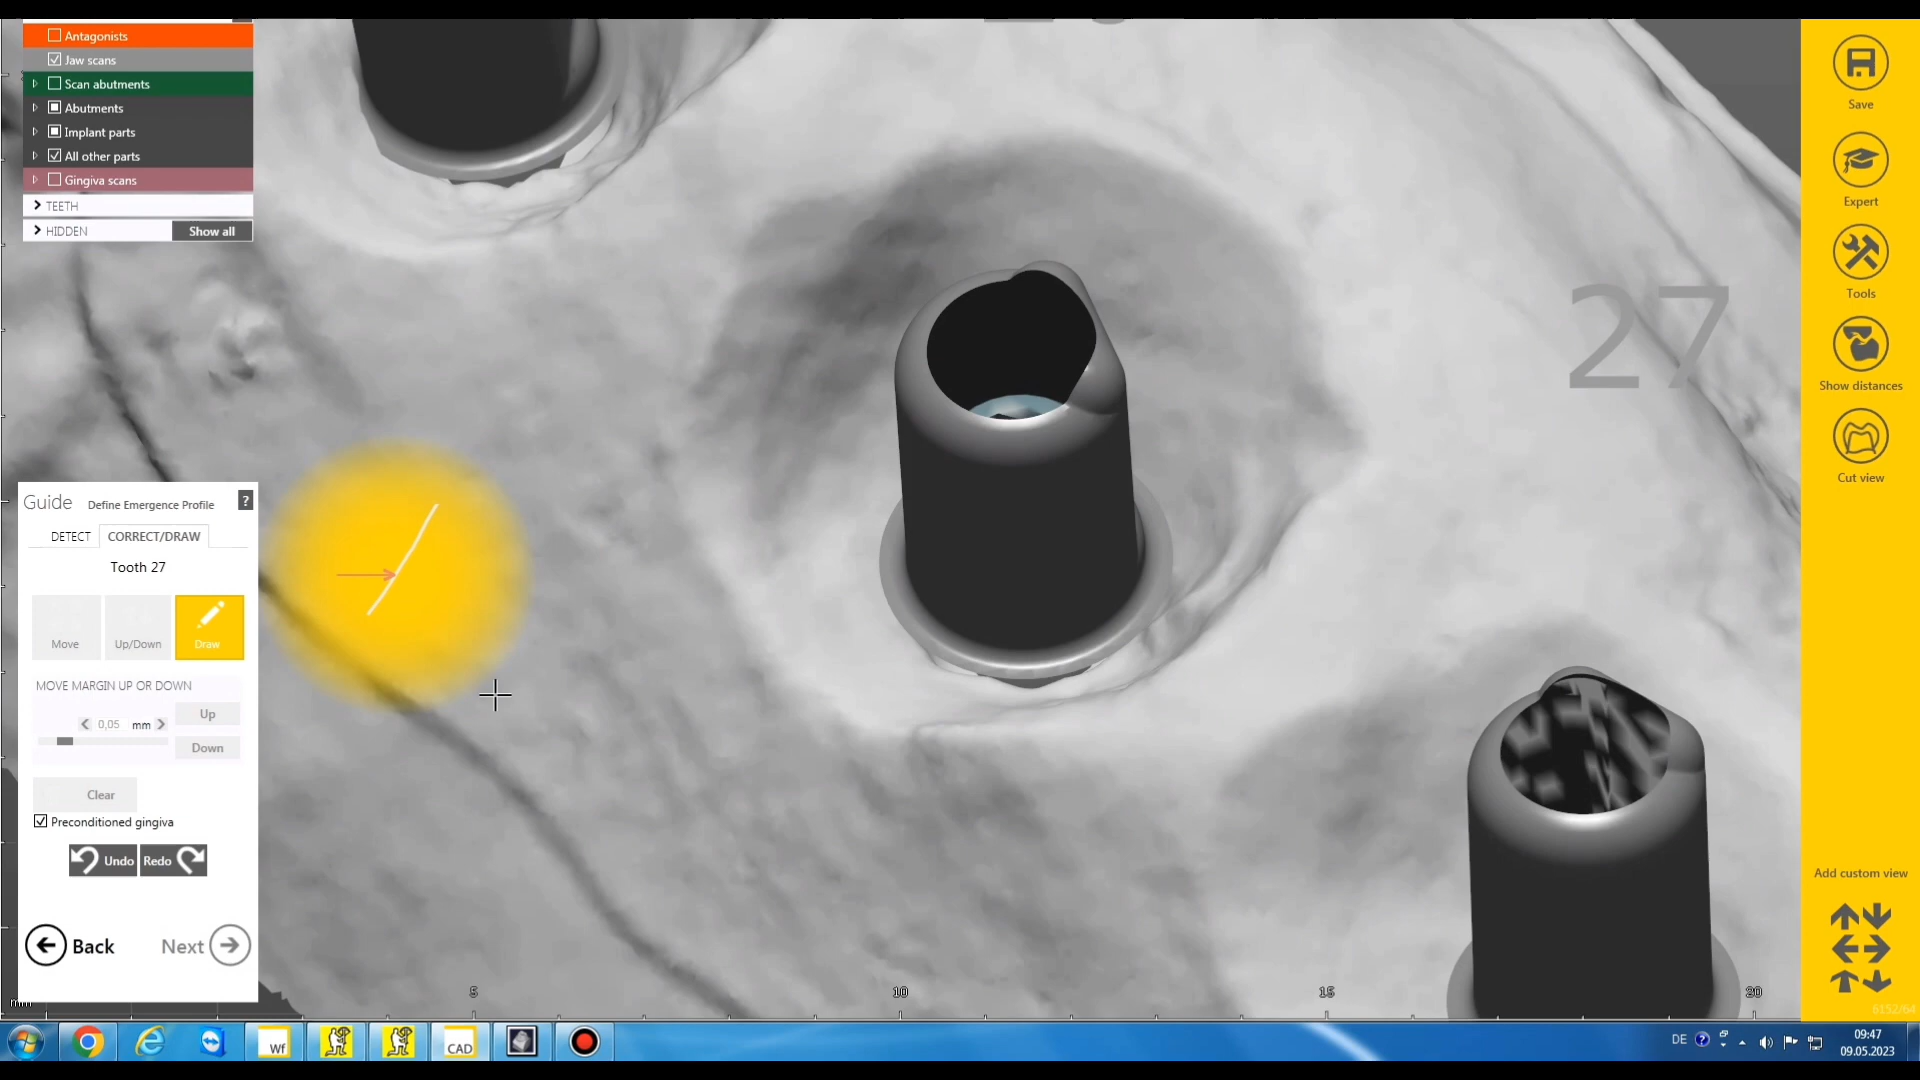 Antagonists
Jaw scans
Scan abutments
Abutments
Implant parts
All other parts
Gingiva scans
TEETH
HIDDEN Show all
Save
Expert
Tools
Show distances
Cut view
27
Guide Define Emergence Profile ?
DETECT CORRECT/DRAW
Tooth 27
Move Up/Down Draw
MOVE MARGIN UP OR DOWN
0,05 mm
Up
Down
Clear
Preconditioned gingiva
Undo Redo
Back Next
Add custom view
mm 5 10 15 20
6152/64
Wf CAD
DE
09:47
09.05.2023